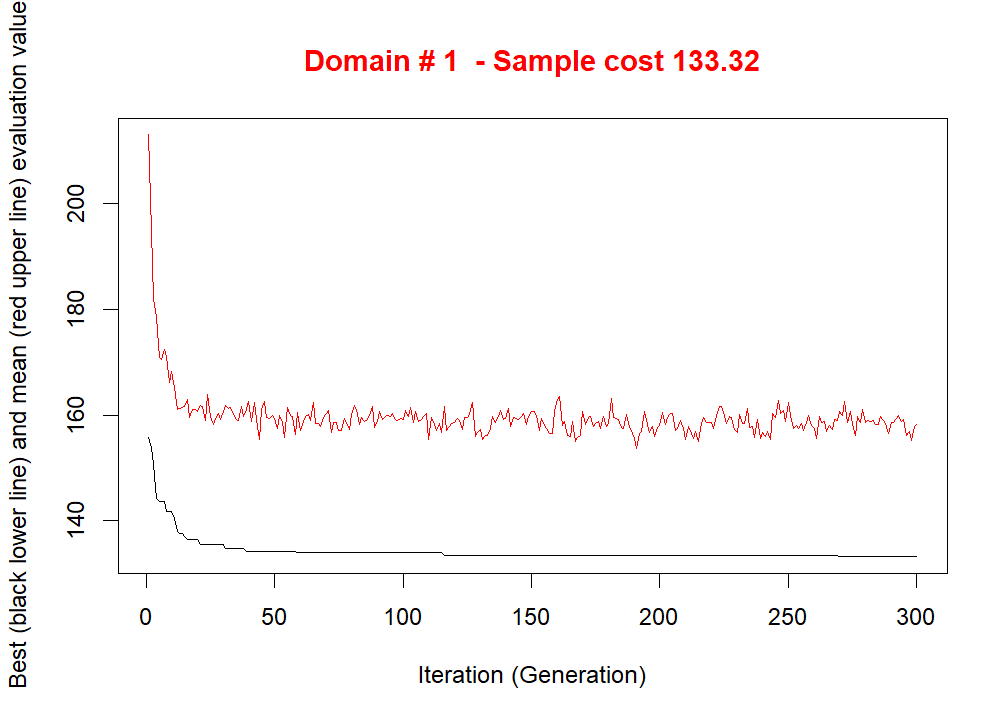 Domain # 1  - Sample cost 133.32
Best (black lower line) and mean (red upper line) evaluation value
200
180
160
140
0 50 100 150 200 250 300
Iteration (Generation)